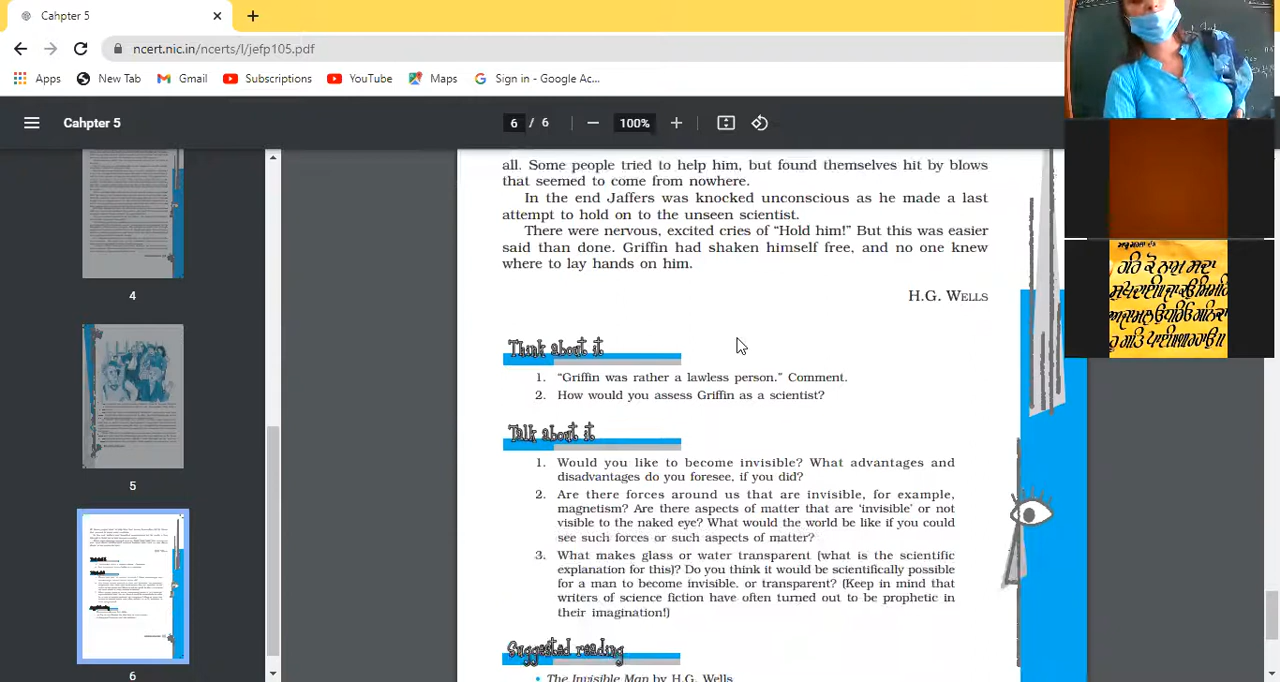 Cahpter 5
ncert.nic.in/ncerts/l/jefp105.pdf
Apps New Tab Gmail Subscriptions YouTube Maps Sign in - Google Ac...
Cahpter 5
6 / 6
100%
4
5
6
all. Some people tried to help him, but found themselves hit by blows
that seemed to come from nowhere.
In the end Jaffers was knocked unconscious as he made a last
attempt to hold on to the unseen scientist.
There were nervous, excited cries of “Hold him!” But this was easier
said than done. Griffin had shaken himself free, and no one knew
where to lay hands on him.
H.G. WELLS
Think about it
1. “Griffin was rather a lawless person.” Comment.
2. How would you assess Griffin as a scientist?
Talk about it
1. Would you like to become invisible? What advantages and
disadvantages do you foresee, if you did?
2. Are there forces around us that are invisible, for example,
magnetism? Are there aspects of matter that are ‘invisible’ or not
visible to the naked eye? What would the world be like if you could
see such forces or such aspects of matter?
3. What makes glass or water transparent (what is the scientific
explanation for this)? Do you think it would be scientifically possible
for a man to become invisible, or transparent? (Keep in mind that
writers of science fiction have often turned out to be prophetic in
their imagination!)
Suggested reading
• The Invisible Man by H.G. Wells
ਹਰਿ ਕੋ ਨਾਮੁ ਸਦਾ